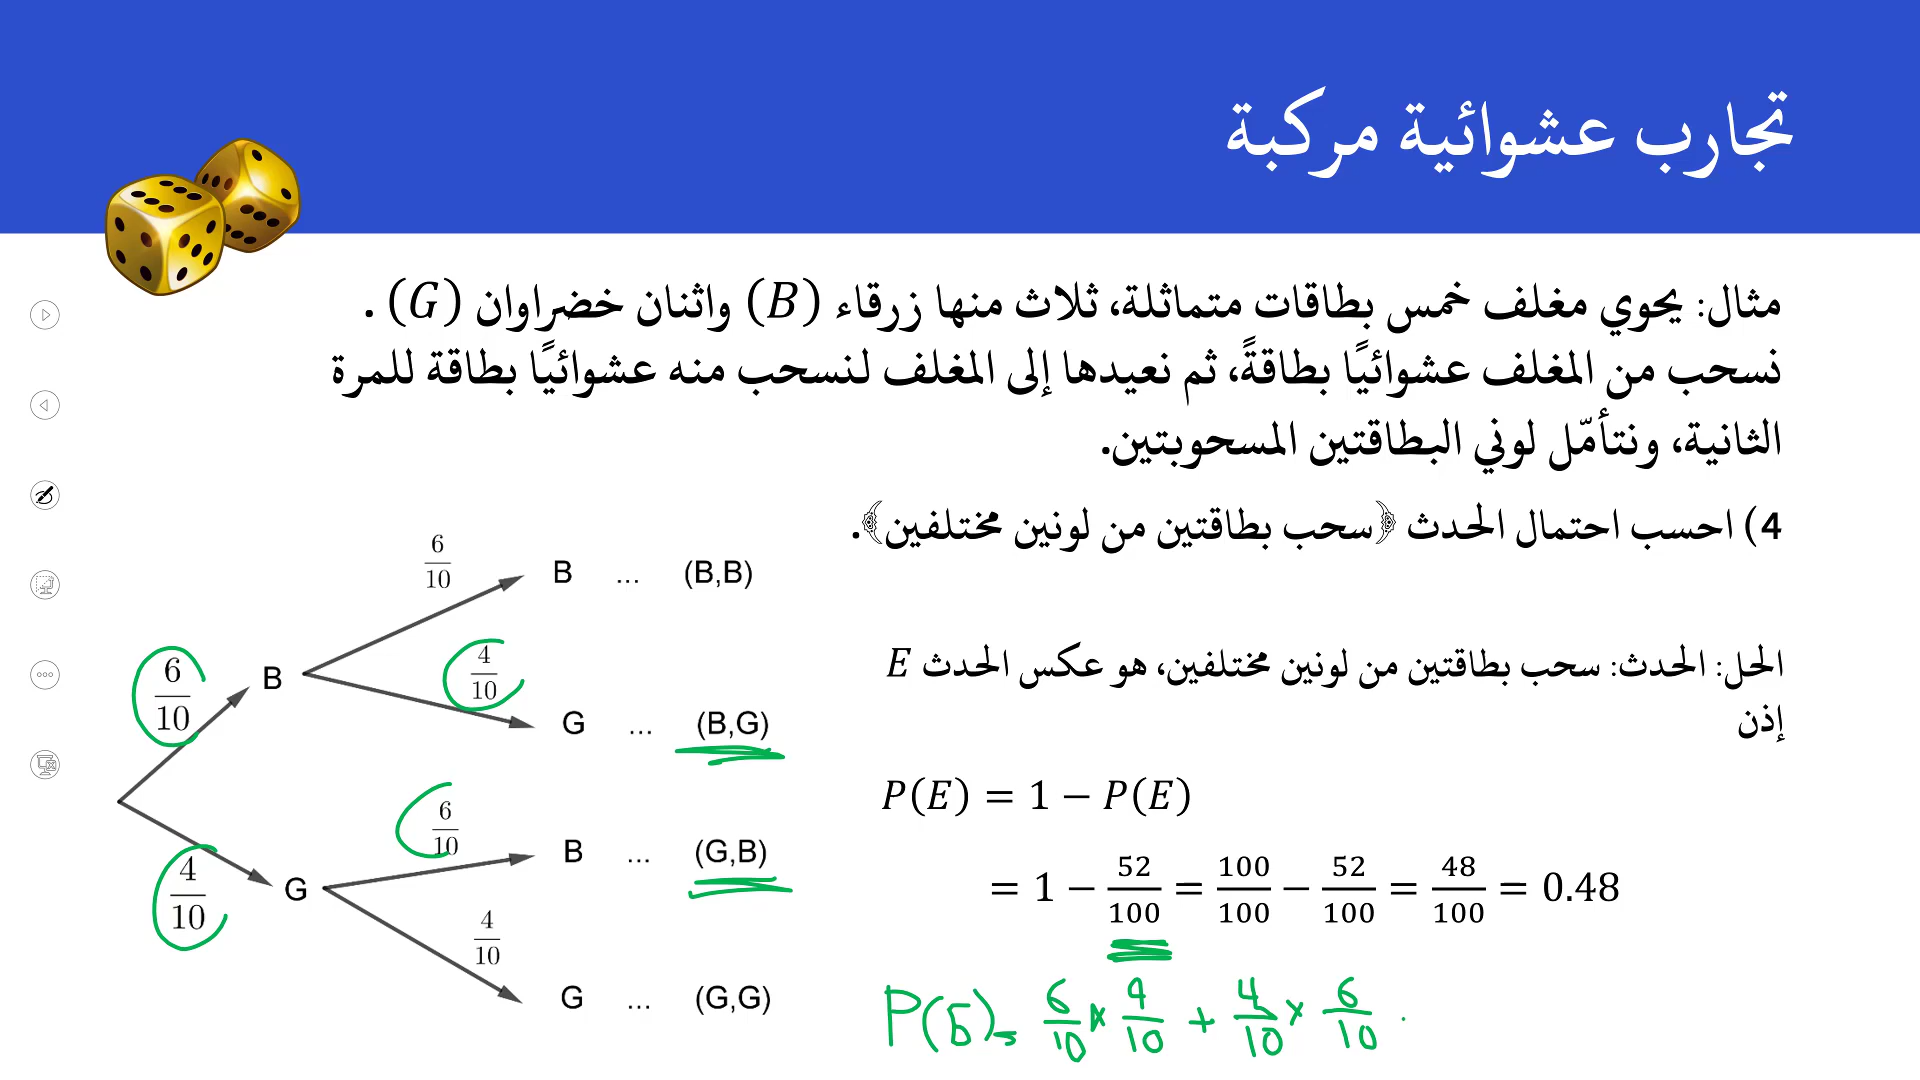 تجارب عشوائية مركبة
مثال: يحوي مغلف خمس بطاقات متماثلة، ثلاث منها زرقاء (B) واثنان خضراوان (G) .
نسحب من المغلف عشوائيًا بطاقةً، ثم نعيدها إلى المغلف لنسحب منه عشوائيًا بطاقة للمرة
الثانية، ونتأمّل لوني البطاقتين المسحوبتين.
4) احسب احتمال الحدث ﴿سحب بطاقتين من لونين مختلفين﴾.
الحل: الحدث: سحب بطاقتين من لونين مختلفين، هو عكس الحدث E
إذن
P(E) = 1 − P(E)
= 1 − 52/100 = 100/100 − 52/100 = 48/100 = 0.48
P(E) = 6/10 × 4/10 + 4/10 × 6/10
6/10
B ... (B,B)
6/10
B
4/10
G ... (B,G)
6/10
B ... (G,B)
4/10
G
4/10
G ... (G,G)